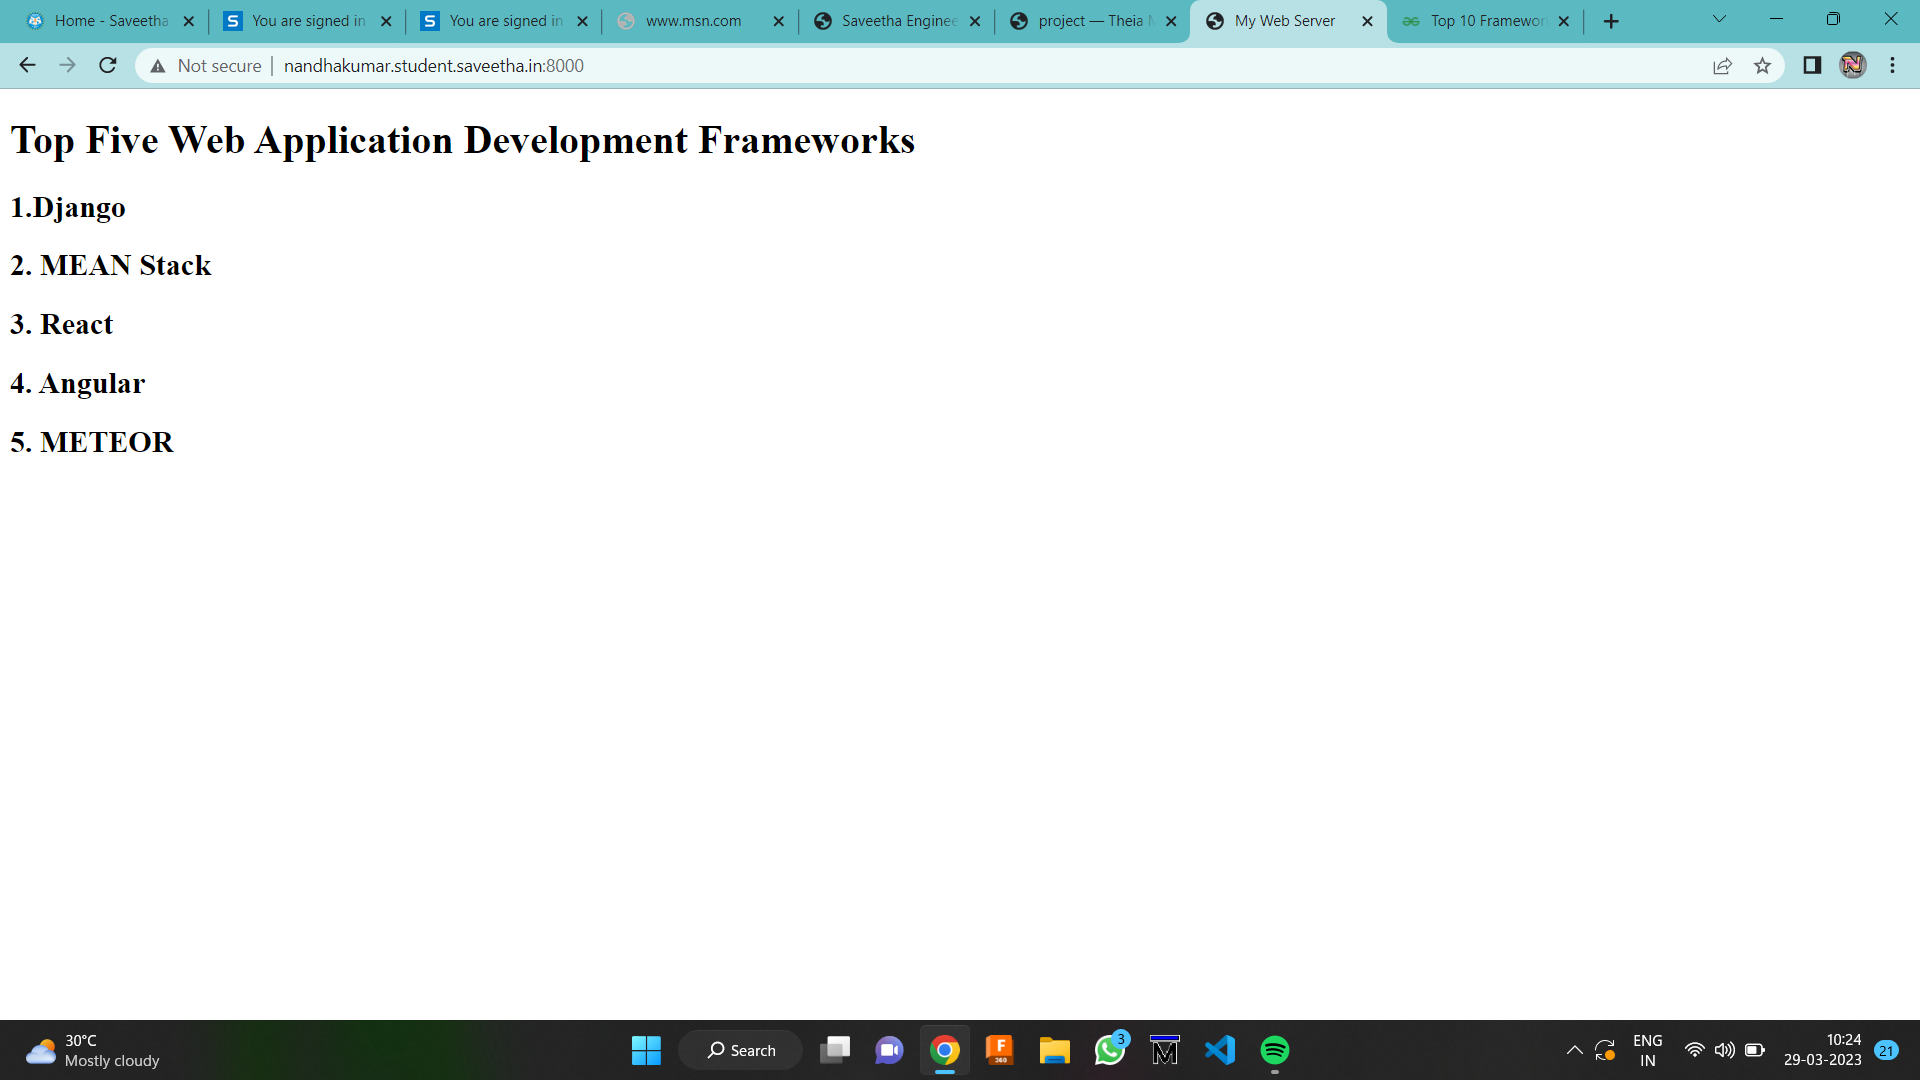 Home - Saveetha
You are signed in
You are signed in
www.msn.com
Saveetha Enginee
project — Theia
My Web Server
Top 10 Framewor
Not secure
nandhakumar.student.saveetha.in:8000
Top Five Web Application Development Frameworks
1.Django
2. MEAN Stack
3. React
4. Angular
5. METEOR
30°C
Mostly cloudy
Search
F
360
3
M
ENG
IN
10:24
29-03-2023
21